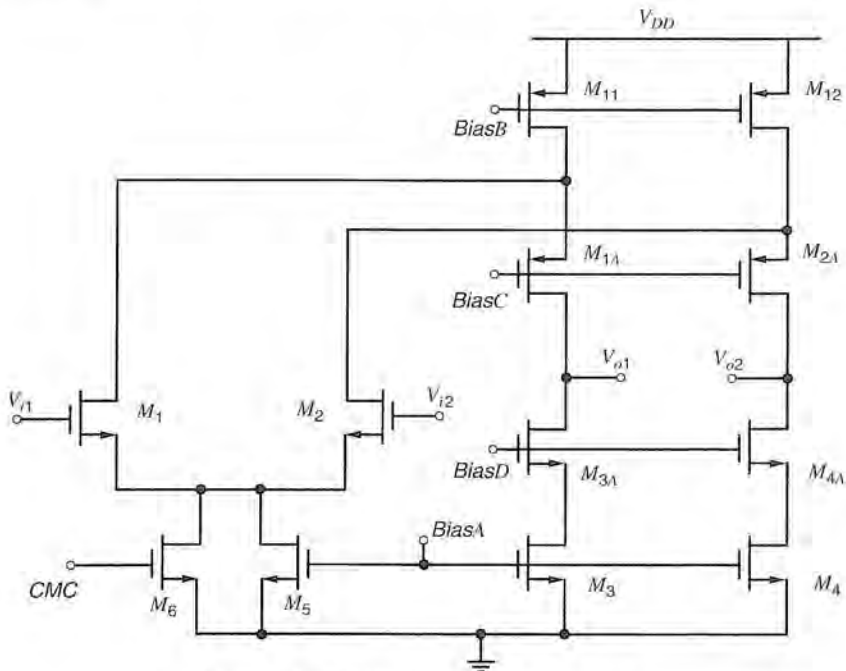 V_DD
M_11
M_12
BiasB
M_1A
M_2A
BiasC
V_o1
V_o2
V_i1
M_1
M_2
V_i2
BiasD
M_3A
M_4A
BiasA
CMC
M_6
M_5
M_3
M_4